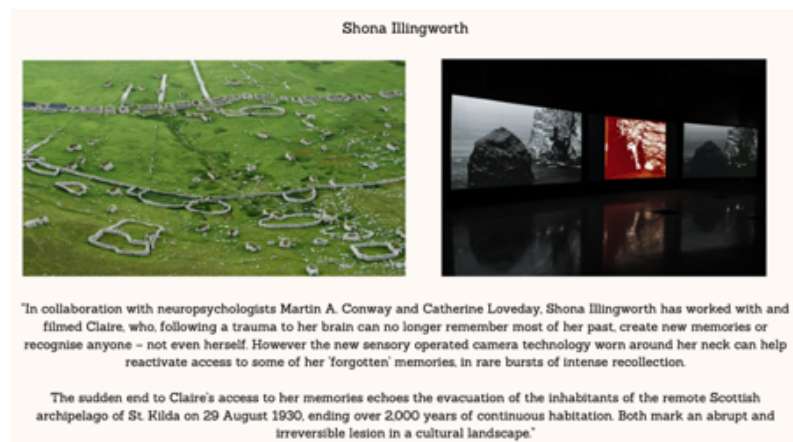 Shona Illingworth
"In collaboration with neuropsychologists Martin A. Conway and Catherine Loveday, Shona Illingworth has worked with and
filmed Claire, who, following a trauma to her brain can no longer remember most of her past, create new memories or
recognise anyone – not even herself. However the new sensory operated camera technology worn around her neck can help
reactivate access to some of her 'forgotten' memories, in rare bursts of intense recollection.
The sudden end to Claire's access to her memories echoes the evacuation of the inhabitants of the remote Scottish
archipelago of St. Kilda on 29 August 1930, ending over 2,000 years of continuous habitation. Both mark an abrupt and
irreversible lesion in a cultural landscape."